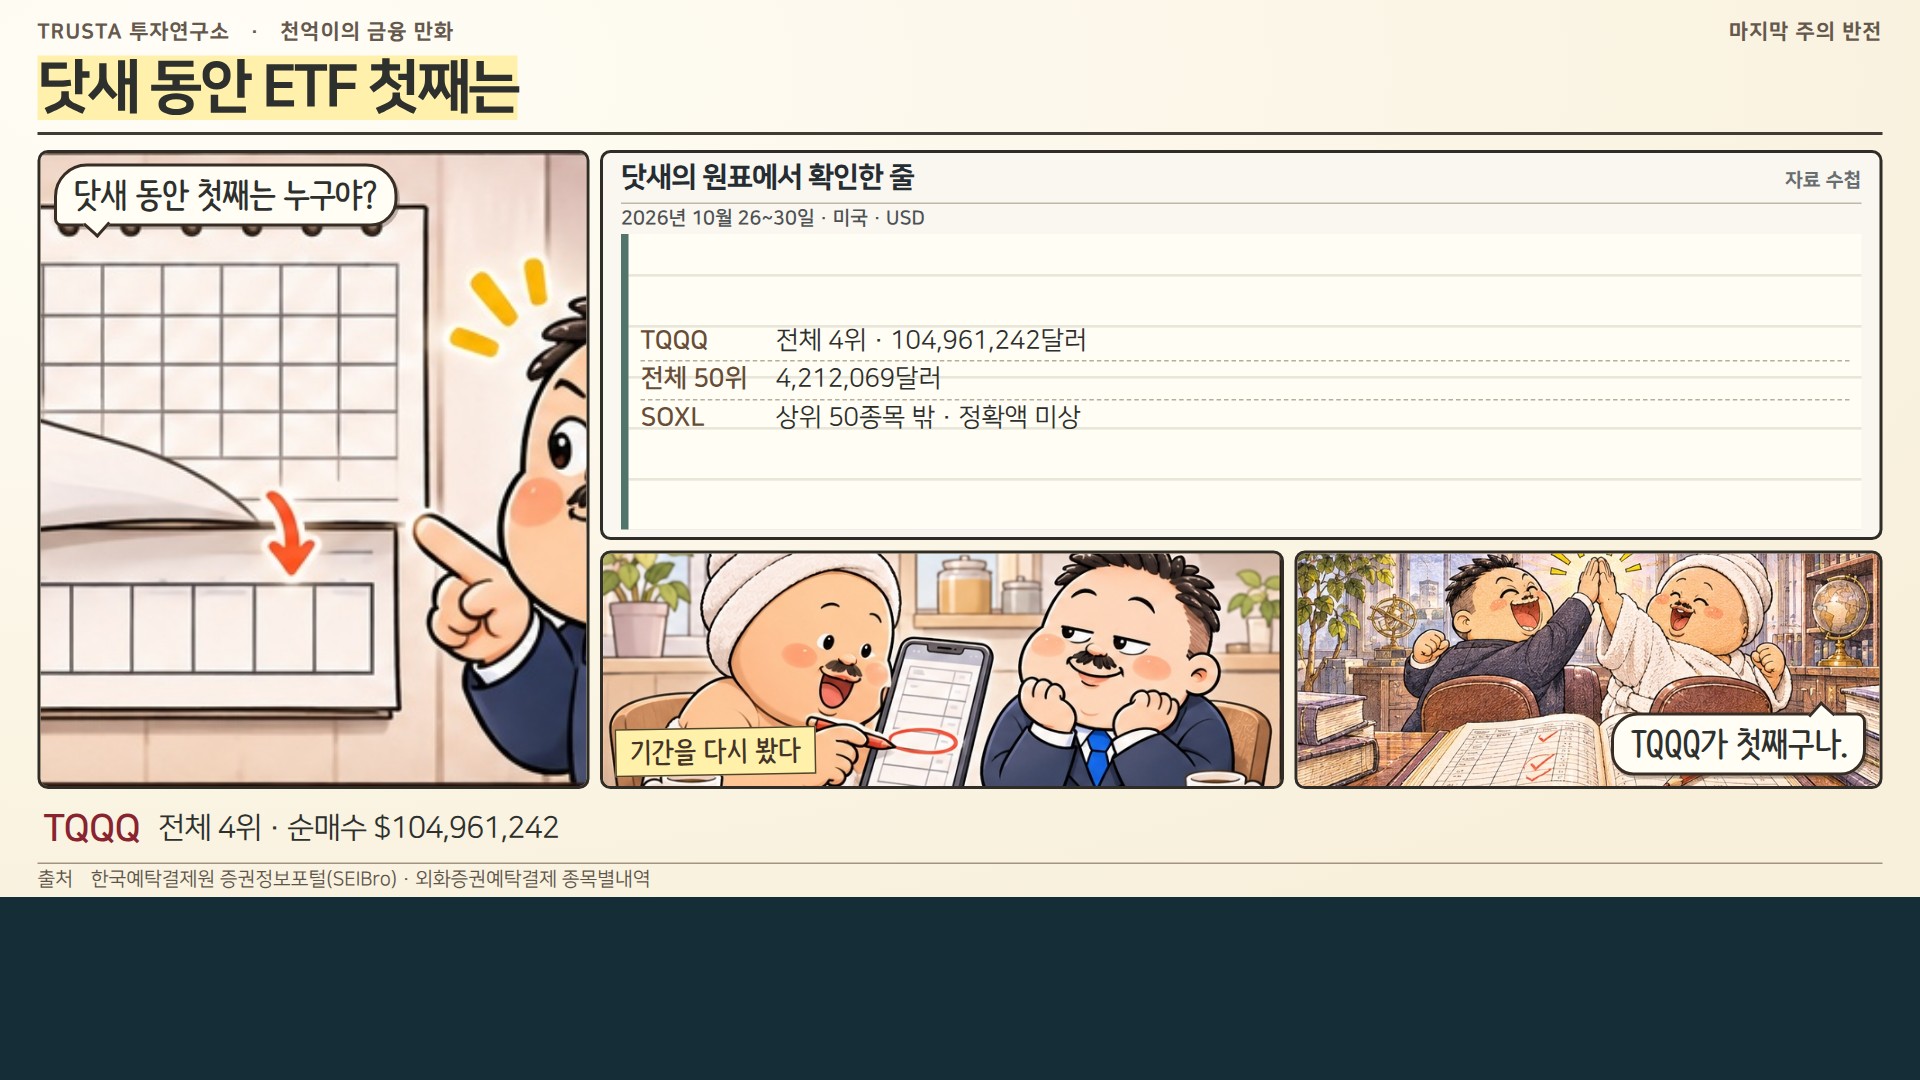 TRUSTA 투자연구소 · 천억이의 금융 만화
마지막 주의 반전
닷새 동안 ETF 첫째는
닷새 동안 첫째는 누구야?
닷새의 원표에서 확인한 줄
자료 수첩
2026년 10월 26~30일 · 미국 · USD
TQQQ 전체 4위 · 104,961,242달러
전체 50위 4,212,069달러
SOXL 상위 50종목 밖 · 정확액 미상
기간을 다시 봤다
TQQQ가 첫째구나.
TQQQ 전체 4위 · 순매수 $104,961,242
출처 한국예탁결제원 증권정보포털(SEIBro) · 외화증권예탁결제 종목별내역